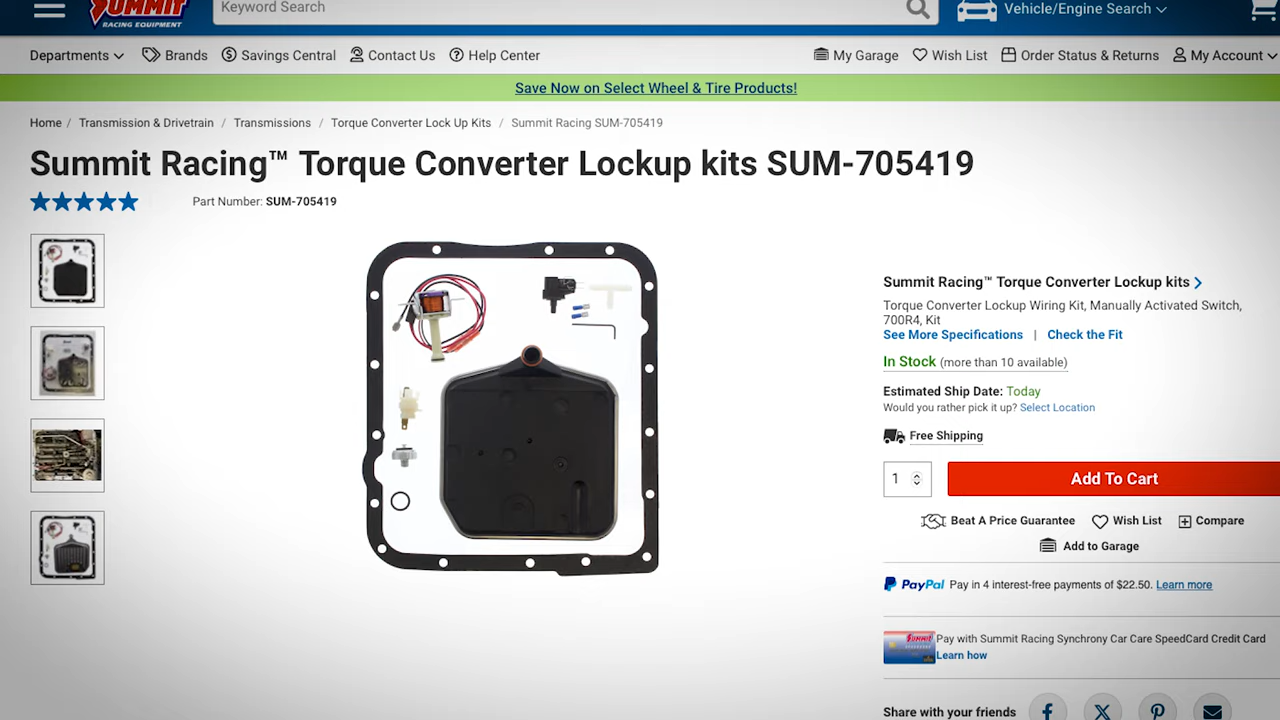 SUMMIT
RACING EQUIPMENT
Keyword Search
Vehicle/Engine Search
Departments
Brands
Savings Central
Contact Us
Help Center
My Garage
Wish List
Order Status & Returns
My Account
Save Now on Select Wheel & Tire Products!
Home / Transmission & Drivetrain / Transmissions / Torque Converter Lock Up Kits / Summit Racing SUM-705419
Summit Racing™ Torque Converter Lockup kits SUM-705419
Part Number: SUM-705419
Summit Racing™ Torque Converter Lockup kits
Torque Converter Lockup Wiring Kit, Manually Activated Switch,
700R4, Kit
See More Specifications | Check the Fit
In Stock (more than 10 available)
Estimated Ship Date: Today
Would you rather pick it up? Select Location
Free Shipping
1
Add To Cart
Beat A Price Guarantee
Wish List
Compare
Add to Garage
PayPal Pay in 4 interest-free payments of $22.50. Learn more
SUMMIT
Pay with Summit Racing Synchrony Car Care SpeedCard Credit Card
Learn how
Share with your friends